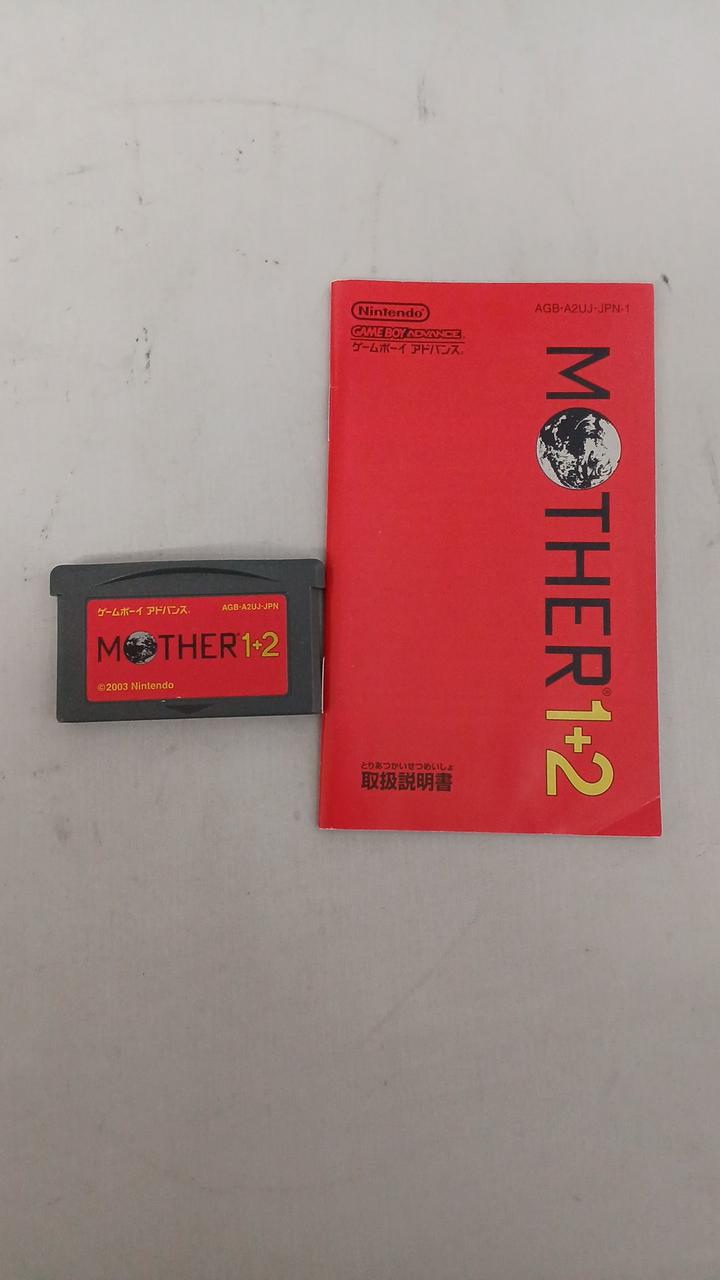 ゲームボーイ アドバンス®
AGB-A2UJ-JPN
MOTHER®1+2
©2003 Nintendo
Nintendo®
GAME BOY ADVANCE™
ゲームボーイ アドバンス®
AGB-A2UJ-JPN-1
MOTHER®1+2
とりあつかいせつめいしょ
取扱説明書